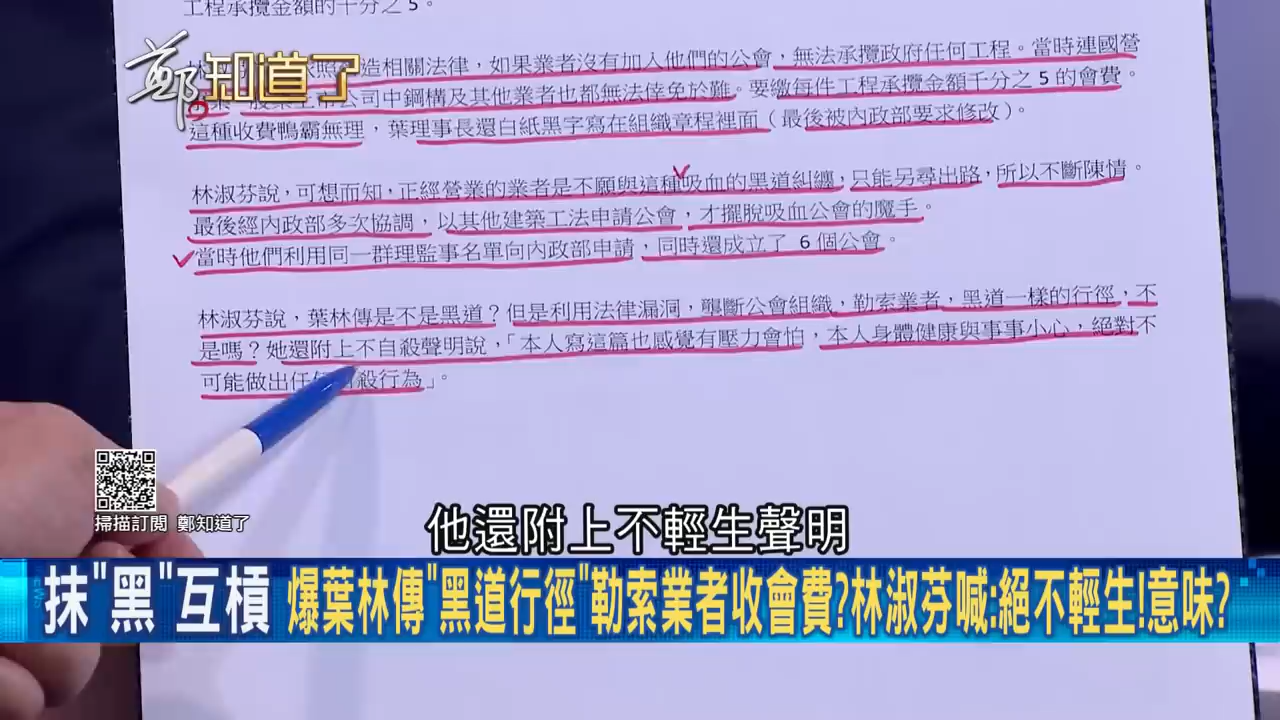 工程承攬金額的千分之5。
鄭知道了
造相關法律，如果業者沒有加入他們的公會，無法承攬政府任何工程。當時連國營
公司中鋼構及其他業者也都無法倖免於難。要繳每件工程承攬金額千分之5的會費。
這種收費鴨霸無理，葉理事長還白紙黑字寫在組織章程裡面（最後被內政部要求修改）。
林淑芬說，可想而知，正經營業的業者是不願與這種吸血的黑道糾纏，只能另尋出路，所以不斷陳情。
最後經內政部多次協調，以其他建築工法申請公會，才擺脫吸血公會的魔手。
當時他們利用同一群理監事名單向內政部申請，同時還成立了 6 個公會。
林淑芬說，葉林傳是不是黑道？但是利用法律漏洞，壟斷公會組織，勒索業者，黑道一樣的行徑，不
是嗎？她還附上不自殺聲明說，「本人寫這篇也感覺有壓力會怕，本人身體健康與事事小心，絕對不
可能做出任何自殺行為」。
掃描訂閱 鄭知道了
他還附上不輕生聲明
抹"黑"互槓 爆葉林傳"黑道行徑"勒索業者收會費?林淑芬喊:絕不輕生!意味?